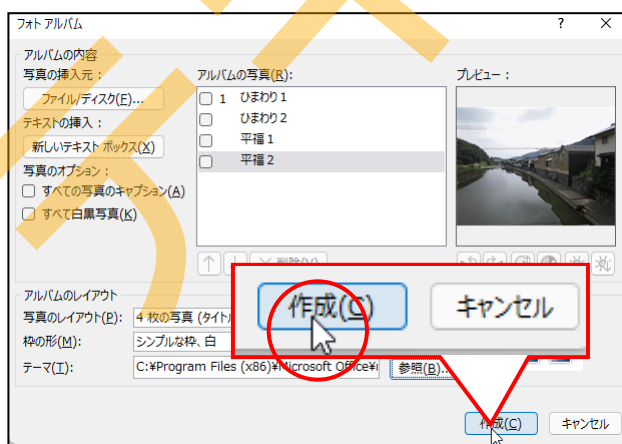 フォト アルバム ? ×
アルバムの内容
写真の挿入元：
ファイル/ディスク(F)...
テキストの挿入：
新しいテキスト ボックス(X)
写真のオプション：
すべての写真のキャプション(A)
すべて白黒写真(K)
アルバムの写真(R):
1 ひまわり1
ひまわり2
平福1
平福2
プレビュー：
↑ ↓ × 削除(V)
アルバムのレイアウト
写真のレイアウト(P): 4 枚の写真 (タイトル
枠の形(M): シンプルな枠、白
テーマ(T): C:¥Program Files (x86)¥Microsoft Office¥ 参照(B)...
作成(C) キャンセル
作成(C) キャンセル